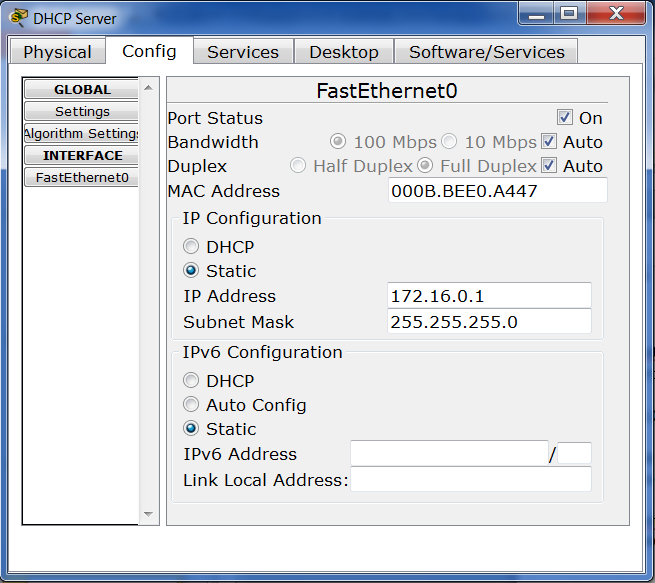 DHCP Server
Physical Config Services Desktop Software/Services
GLOBAL
Settings
Algorithm Settings
INTERFACE
FastEthernet0
FastEthernet0
Port Status On
Bandwidth 100 Mbps 10 Mbps Auto
Duplex Half Duplex Full Duplex Auto
MAC Address 000B.BEE0.A447
IP Configuration
DHCP
Static
IP Address 172.16.0.1
Subnet Mask 255.255.255.0
IPv6 Configuration
DHCP
Auto Config
Static
IPv6 Address /
Link Local Address: